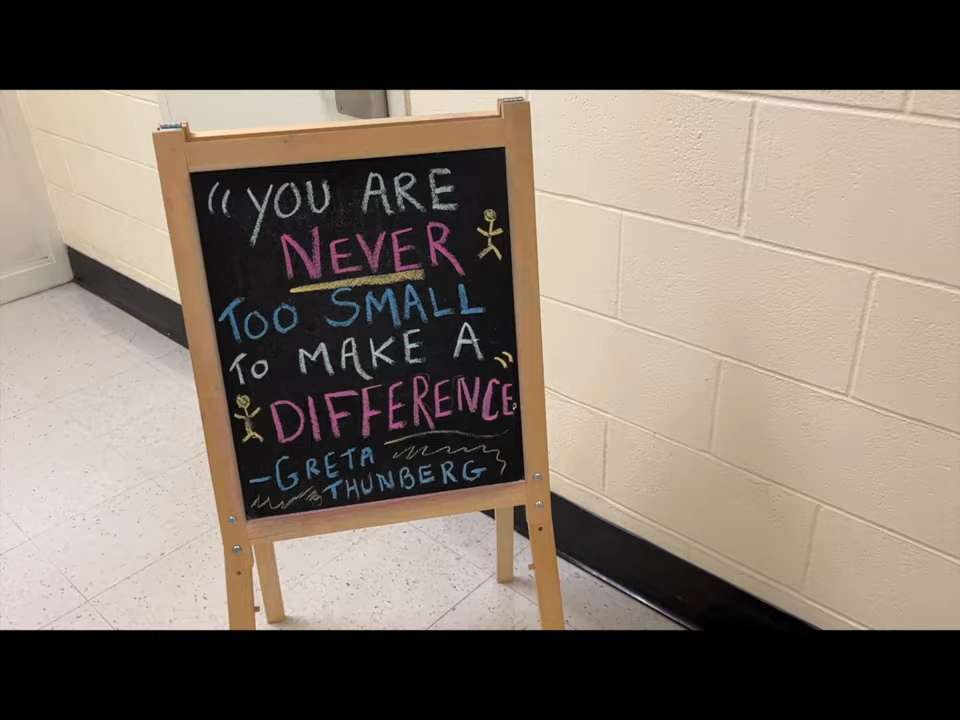 “YOU ARE
NEVER
TOO SMALL
TO MAKE A
DIFFERENCE.”
-GRETA
THUNBERG